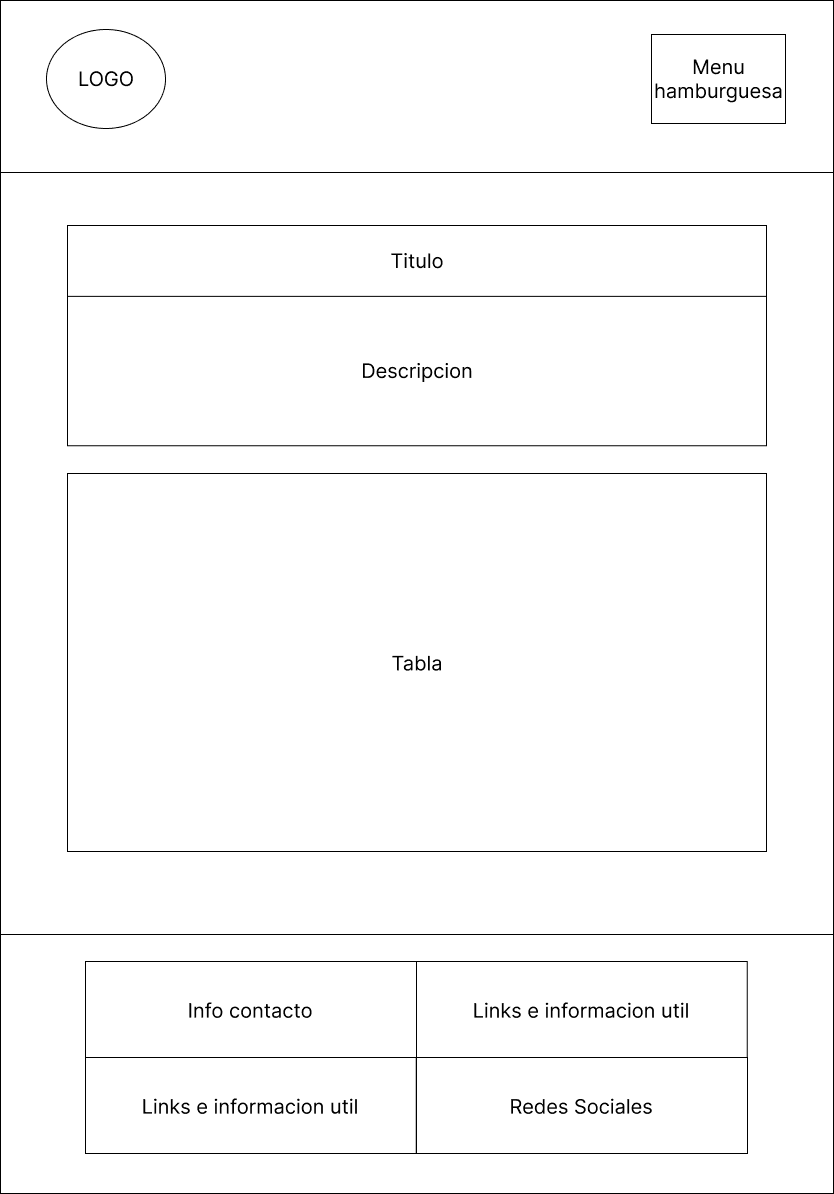 LOGO
Menu
hamburguesa
Titulo
Descripcion
Tabla
Info contacto
Links e informacion util
Links e informacion util
Redes Sociales